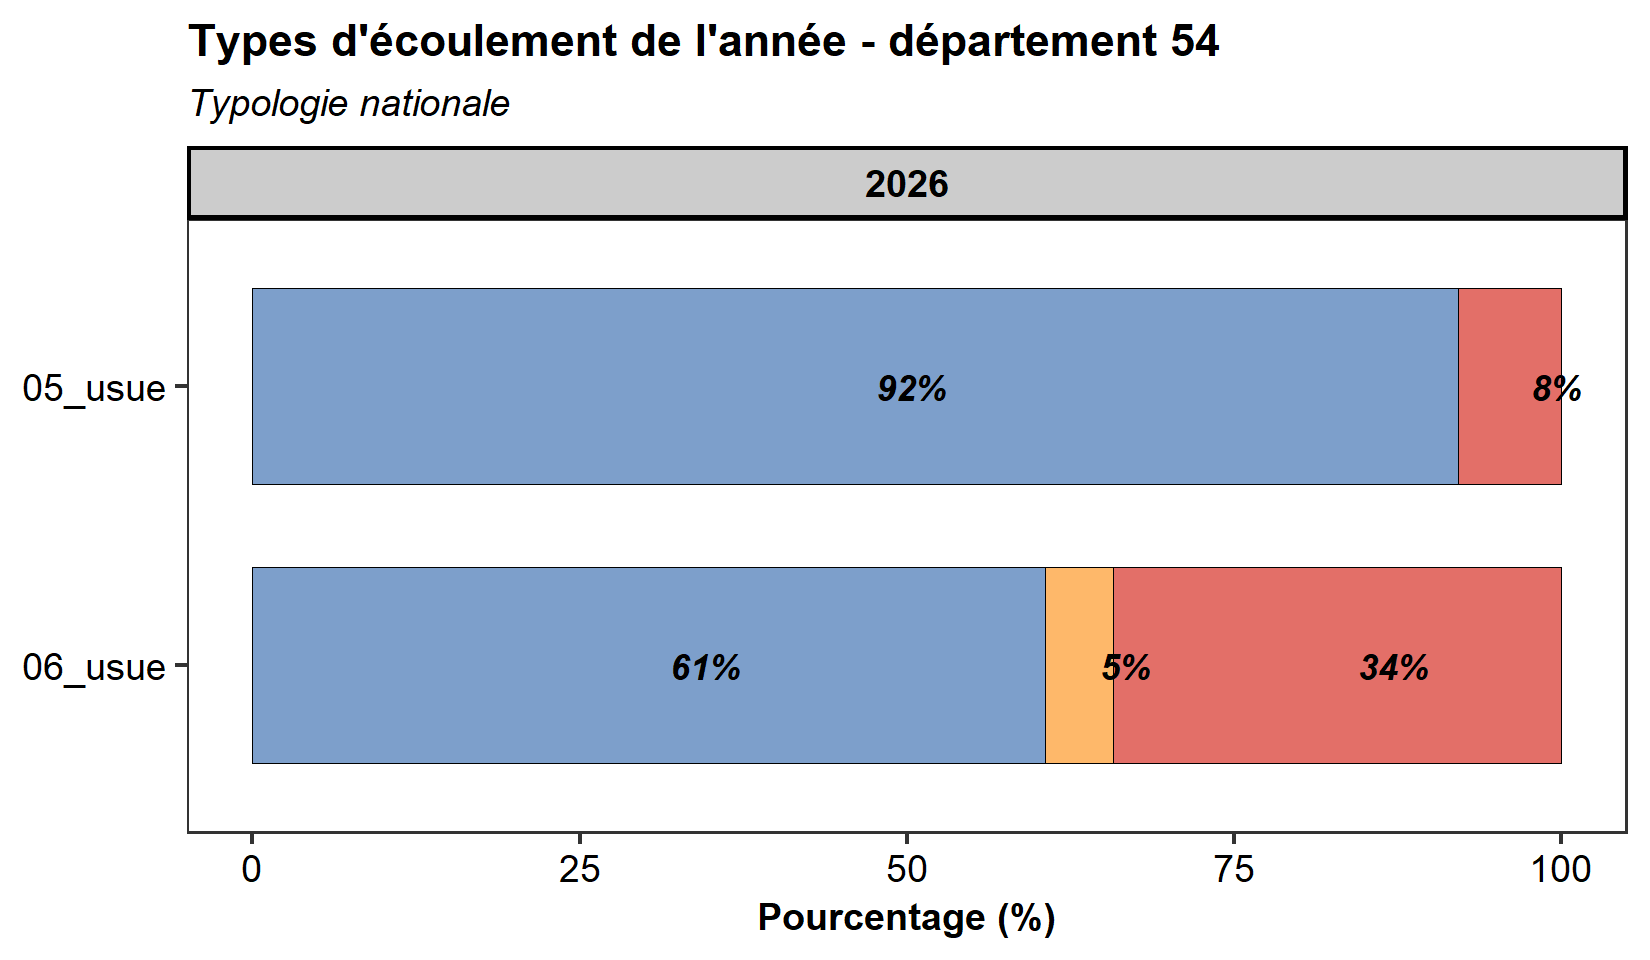 Types d'écoulement de l'année - département 54
Typologie nationale
2026
05_usue
92%
8%
06_usue
61%
5%
34%
0
25
50
75
100
Pourcentage (%)